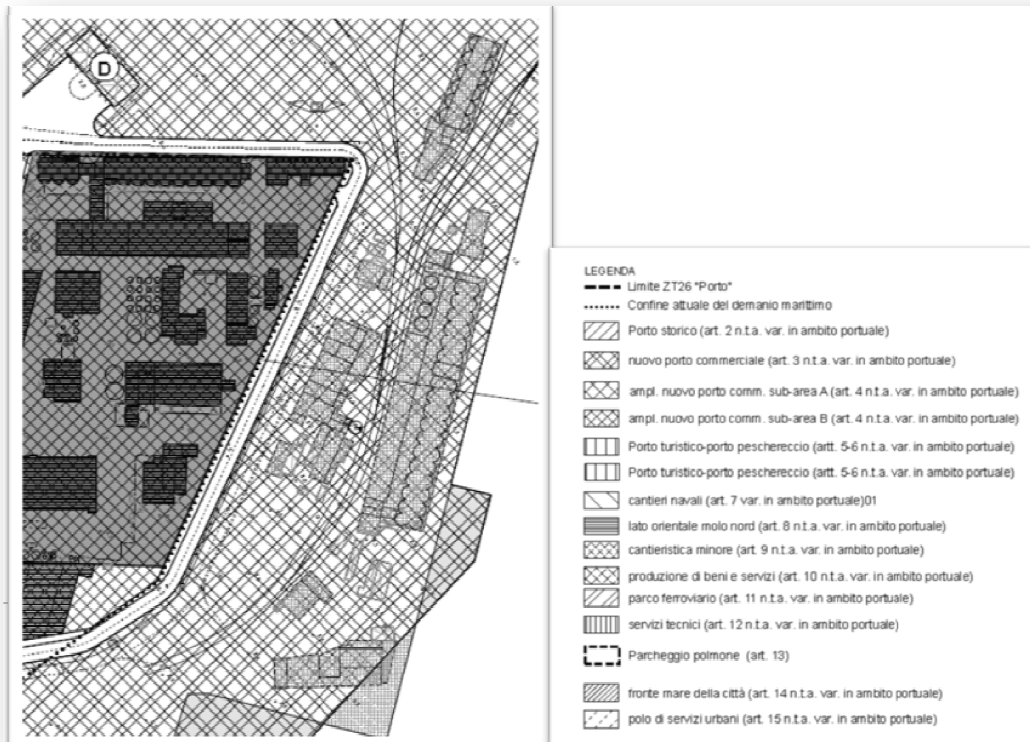 D
LEGENDA
Limite ZT26 "Porto"
Confine attuale del demanio marittimo
Porto storico (art. 2 n.t.a. var. in ambito portuale)
nuovo porto commerciale (art. 3 n.t.a. var. in ambito portuale)
ampl. nuovo porto comm. sub-area A (art. 4 n.t.a. var. in ambito portuale)
ampl. nuovo porto comm. sub-area B (art. 4 n.t.a. var. in ambito portuale)
Porto turistico-porto peschereccio (artt. 5-6 n.t.a. var. in ambito portuale)
Porto turistico-porto peschereccio (artt. 5-6 n.t.a. var. in ambito portuale)
cantieri navali (art. 7 var. in ambito portuale)01
lato orientale molo nord (art. 8 n.t.a. var. in ambito portuale)
cantieristica minore (art. 9 n.t.a. var. in ambito portuale)
produzione di beni e servizi (art. 10 n.t.a. var. in ambito portuale)
parco ferroviario (art. 11 n.t.a. var. in ambito portuale)
servizi tecnici (art. 12 n.t.a. var. in ambito portuale)
Parcheggio polmone (art. 13)
fronte mare della città (art. 14 n.t.a. var. in ambito portuale)
polo di servizi urbani (art. 15 n.t.a. var. in ambito portuale)